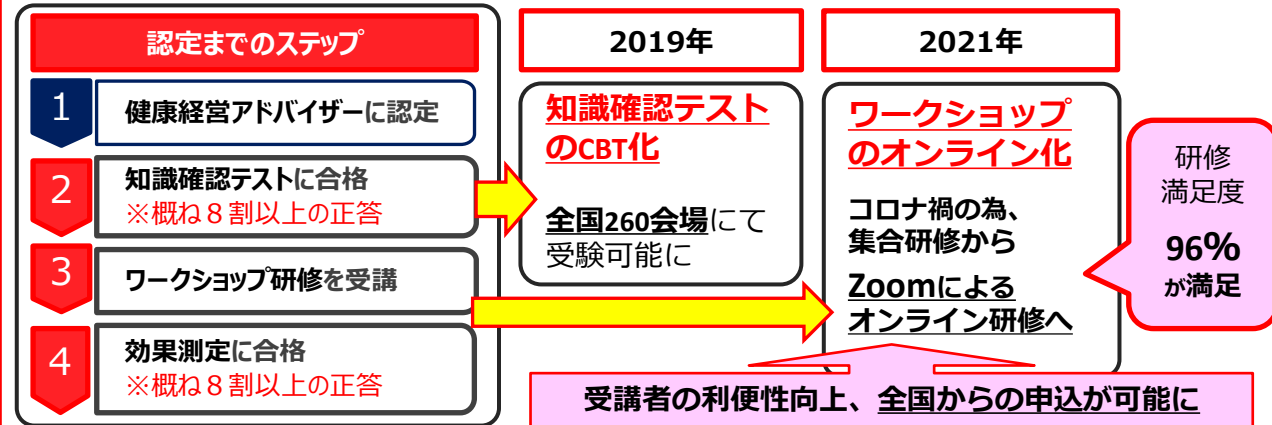 認定までのステップ
1
健康経営アドバイザーに認定
2
知識確認テストに合格
※概ね８割以上の正答
3
ワークショップ研修を受講
4
効果測定に合格
※概ね８割以上の正答
2019年
知識確認テスト
のCBT化
全国260会場にて
受験可能に
2021年
ワークショップ
のオンライン化
コロナ禍の為、
集合研修から
Zoomによる
オンライン研修へ
研修
満足度
96%
が満足
受講者の利便性向上、全国からの申込が可能に